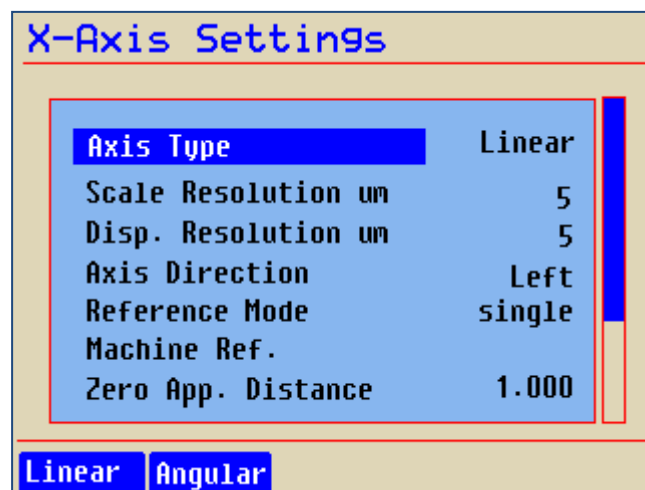 X-Axis Settings
Axis Type Linear
Scale Resolution um 5
Disp. Resolution um 5
Axis Direction Left
Reference Mode single
Machine Ref.
Zero App. Distance 1.000
Linear Angular